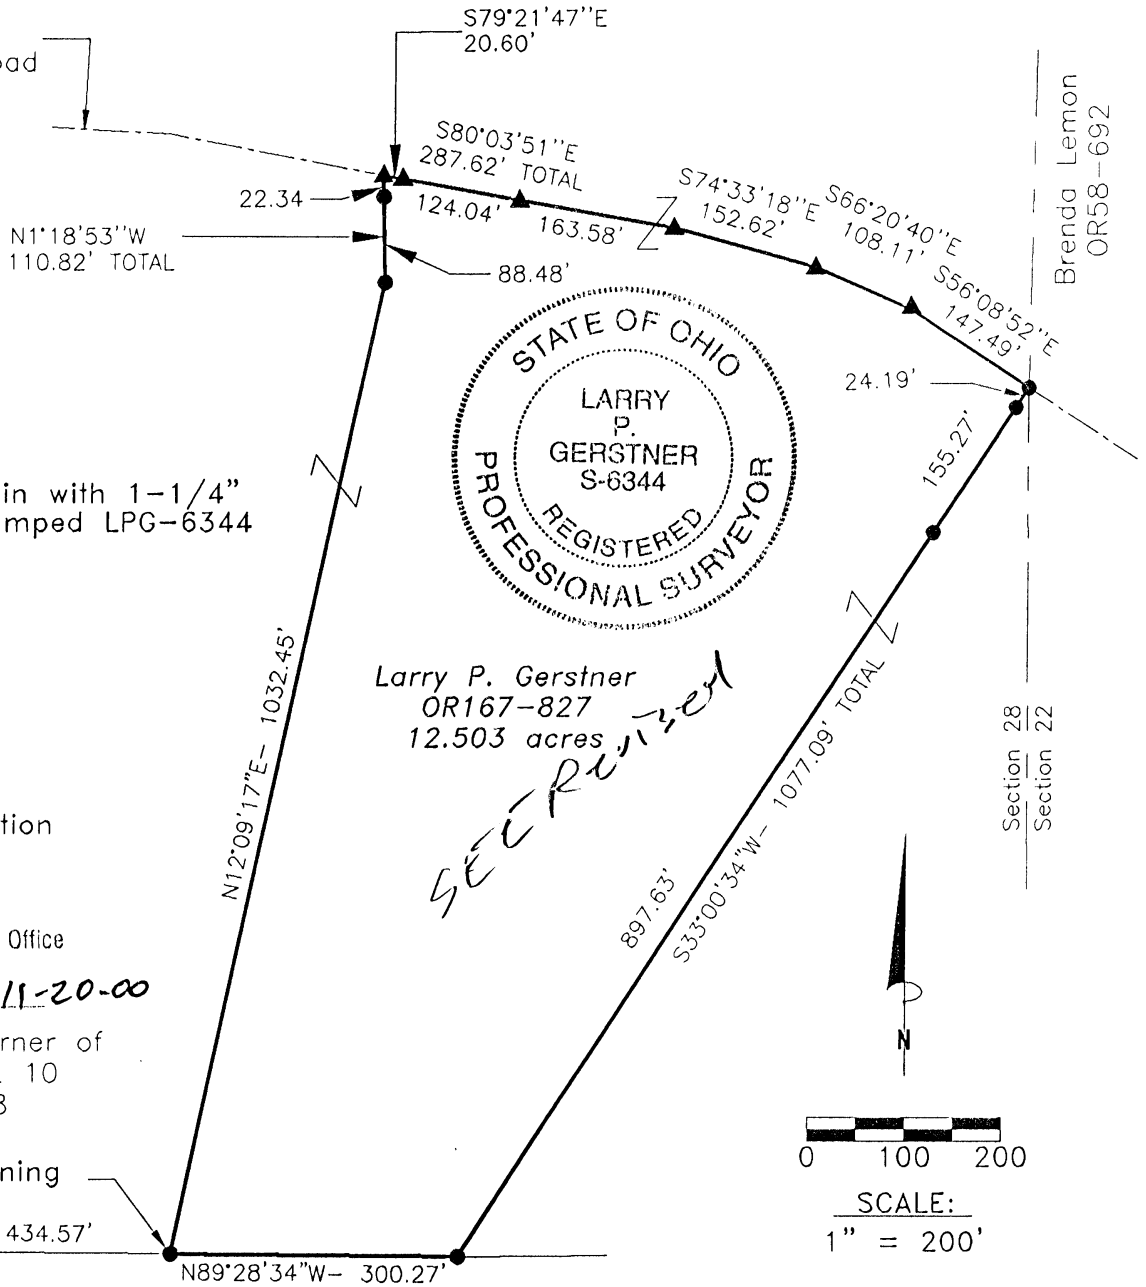 S79°21'47"E
20.60'
oad
S80°03'51"E
287.62' TOTAL
124.04'
163.58'
S74°33'18"E
152.62'
S66°20'40"E
108.11'
S56°08'52"E
147.49'
Brenda Lemon
OR58-692
22.34
N1°18'53"W
110.82' TOTAL
88.48'
24.19'
155.27'
STATE OF OHIO
LARRY
P.
GERSTNER
S-6344
REGISTERED
PROFESSIONAL SURVEYOR
in with 1-1/4"
mped LPG-6344
N12°09'17"E- 1032.45'
Larry P. Gerstner
OR167-827
12.503 acres
SEE Revised
897.63'
S33°00'34"W- 1077.09' TOTAL
Section 28
Section 22
tion
Office
11-20-00
rner of
10
ning
434.57'
N89°28'34"W- 300.27'
N
0 100 200
SCALE:
1" = 200'